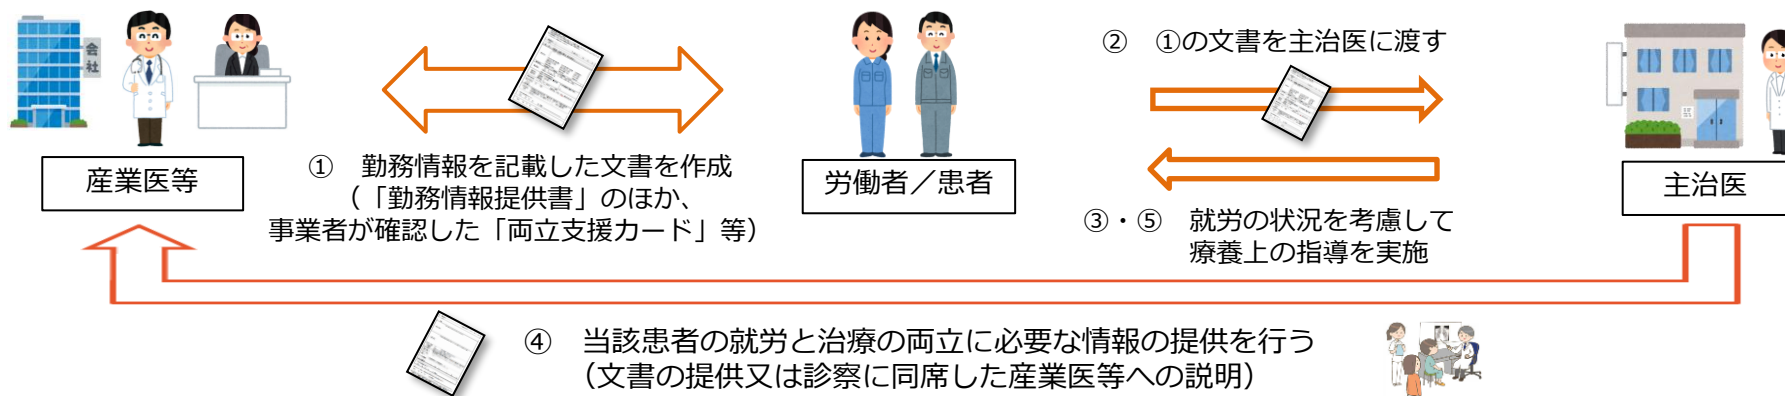 会社
産業医等
① 勤務情報を記載した文書を作成
（「勤務情報提供書」のほか、
事業者が確認した「両立支援カード」等）
労働者／患者
② ①の文書を主治医に渡す
③・⑤ 就労の状況を考慮して
療養上の指導を実施
主治医
④ 当該患者の就労と治療の両立に必要な情報の提供を行う
（文書の提供又は診察に同席した産業医等への説明）